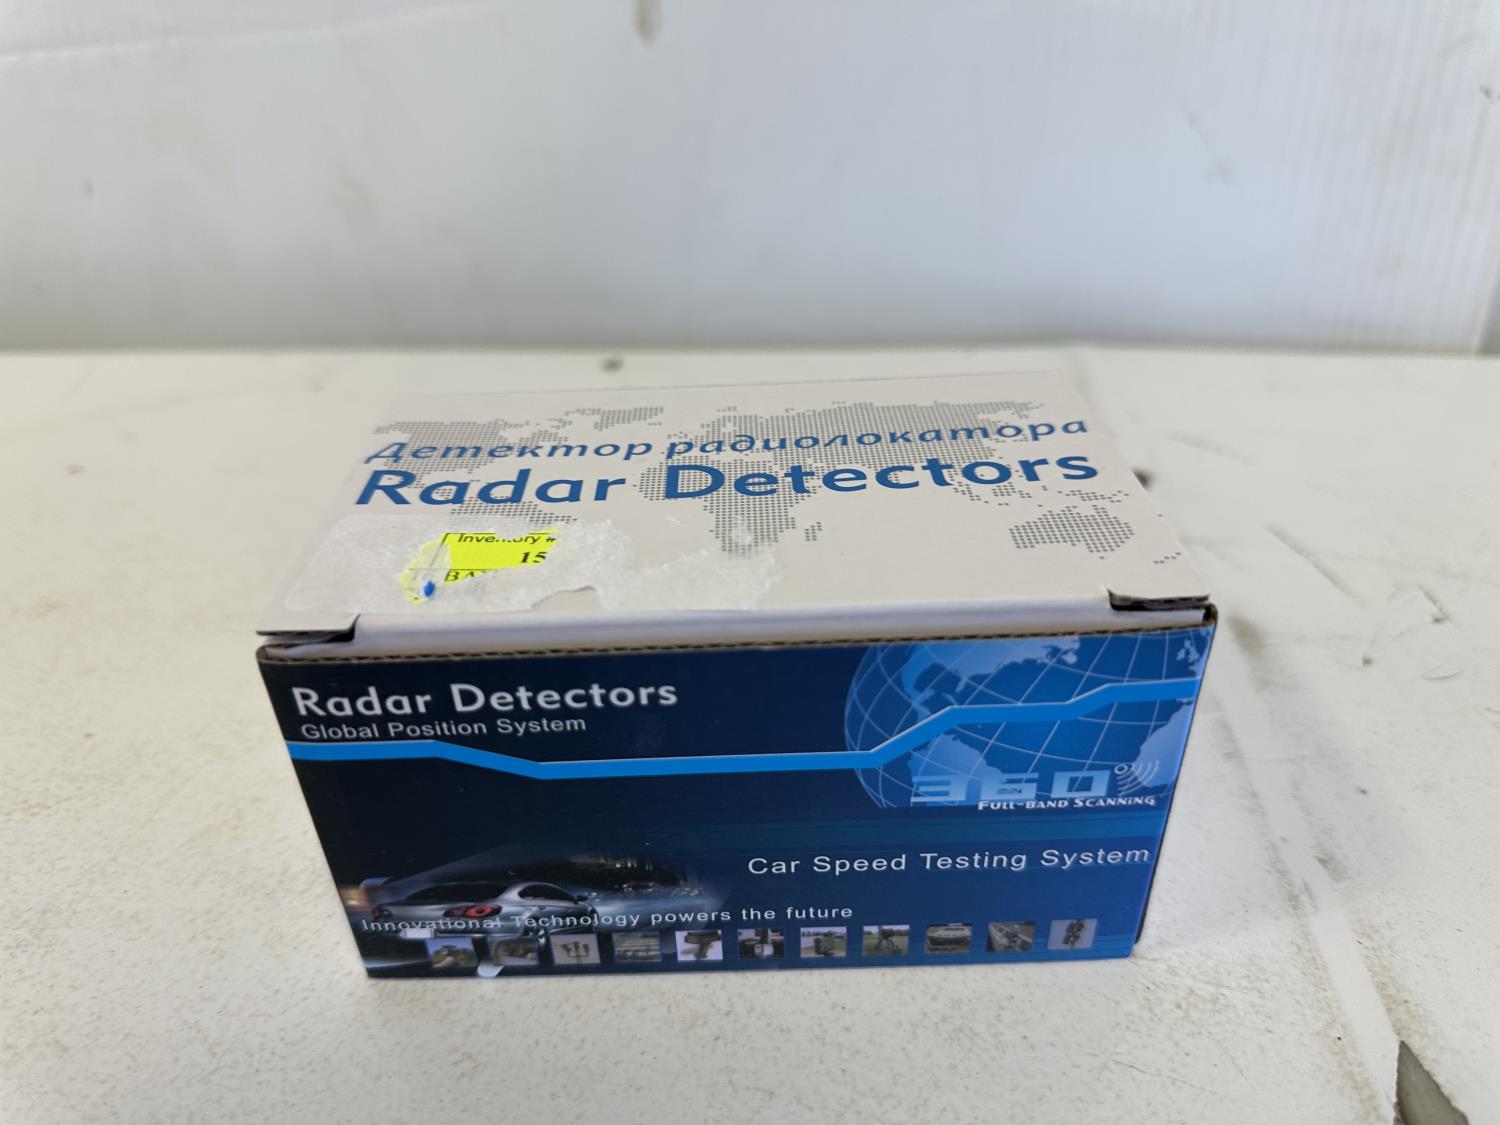 Детектор радиолокатора
Radar Detectors
Inventory #
15
Radar Detectors
Global Position System
360°
FULL-BAND SCANNING
Car Speed Testing System
Innovational Technology powers the future